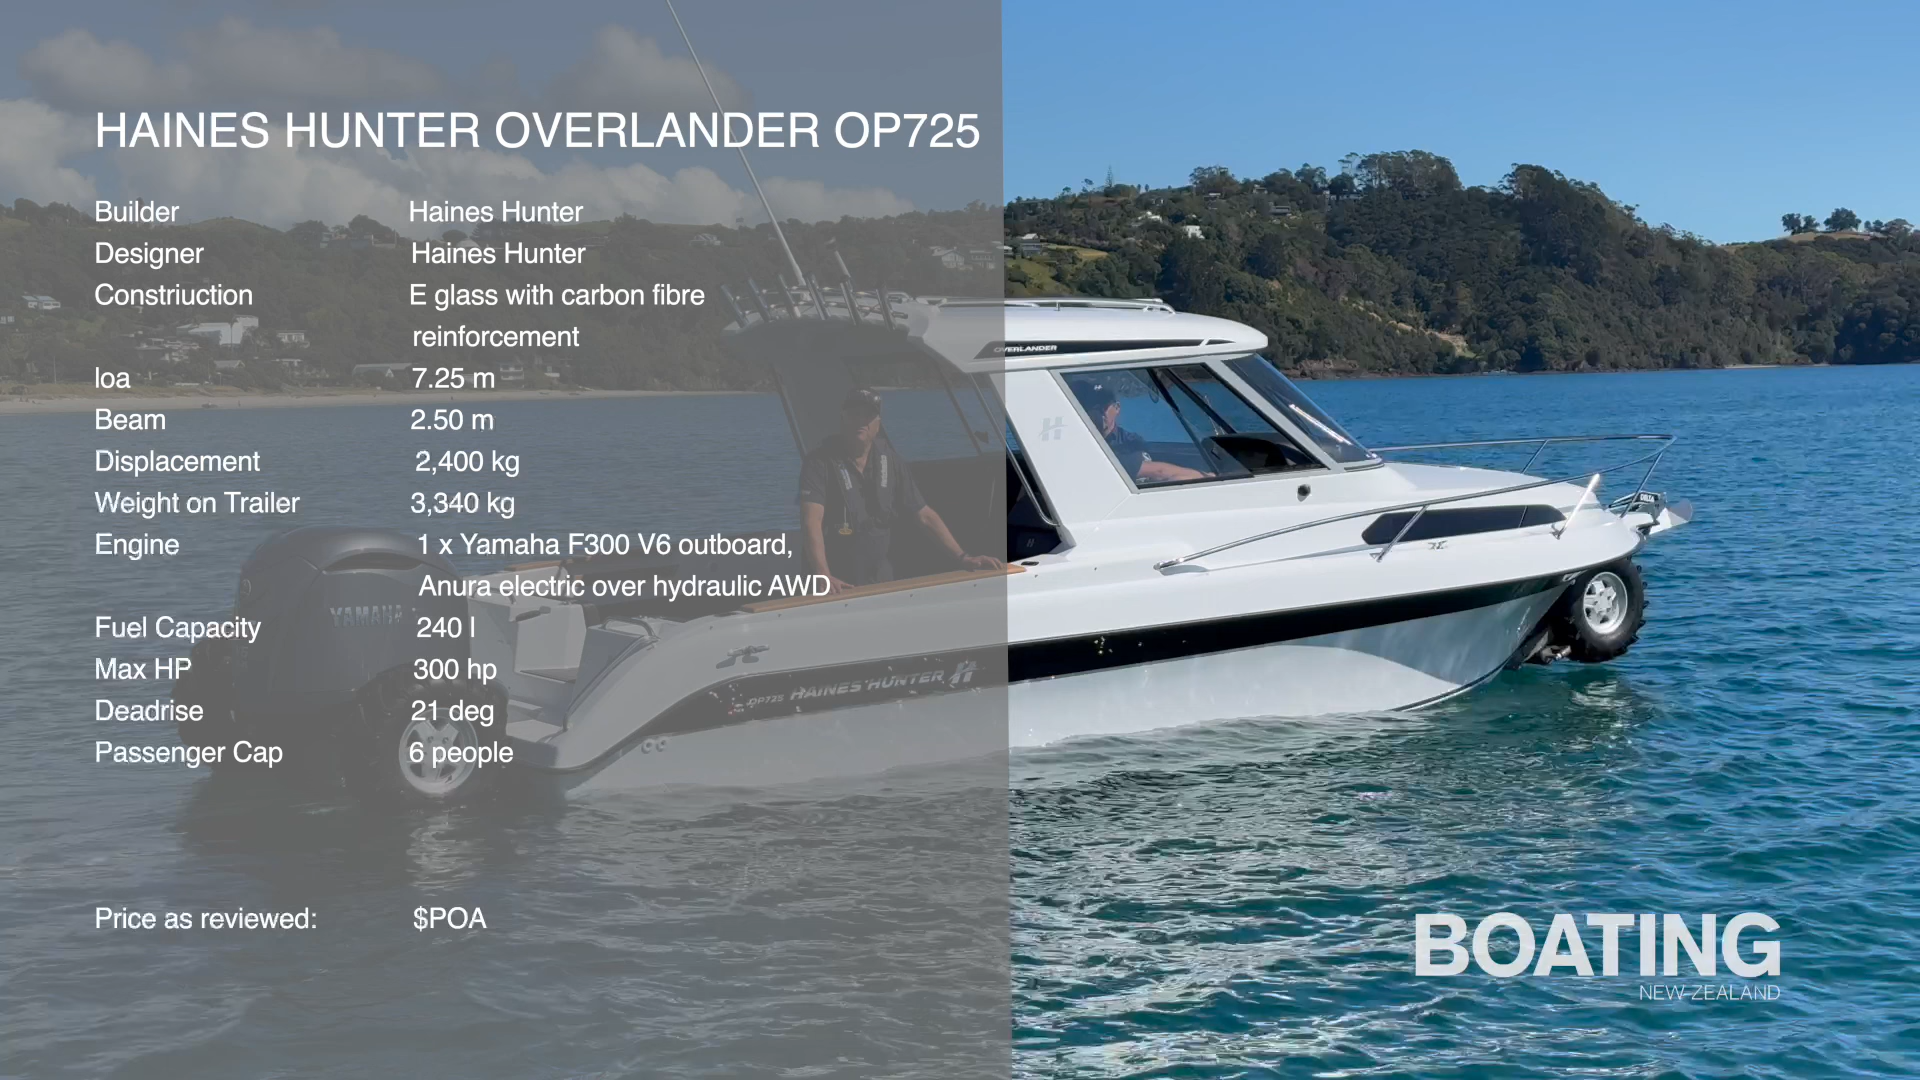 HAINES HUNTER OVERLANDER OP725
Builder Haines Hunter
Designer Haines Hunter
Constriuction E glass with carbon fibre
reinforcement
loa 7.25 m
Beam 2.50 m
Displacement 2,400 kg
Weight on Trailer 3,340 kg
Engine 1 x Yamaha F300 V6 outboard,
Anura electric over hydraulic AWD
Fuel Capacity 240 l
Max HP 300 hp
Deadrise 21 deg
Passenger Cap 6 people
Price as reviewed: $POA
OVERLANDER
DELTA
YAMAHA
OP725 HAINES HUNTER H
BOATING
NEW ZEALAND